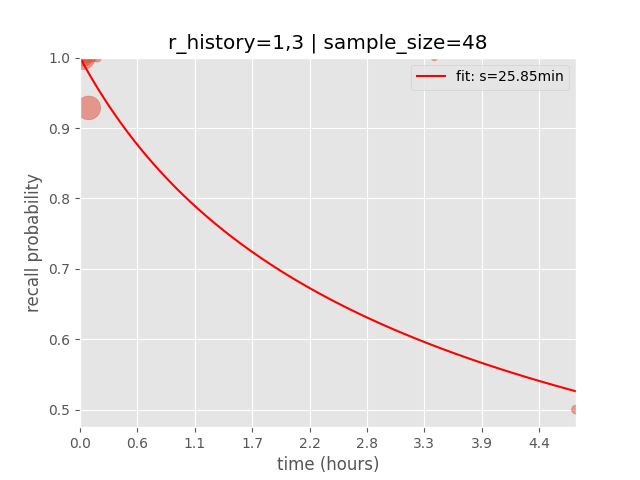 r_history=1,3 | sample_size=48
fit: s=25.85min
recall probability
1.0
0.9
0.8
0.7
0.6
0.5
0.0 0.6 1.1 1.7 2.2 2.8 3.3 3.9 4.4
time (hours)